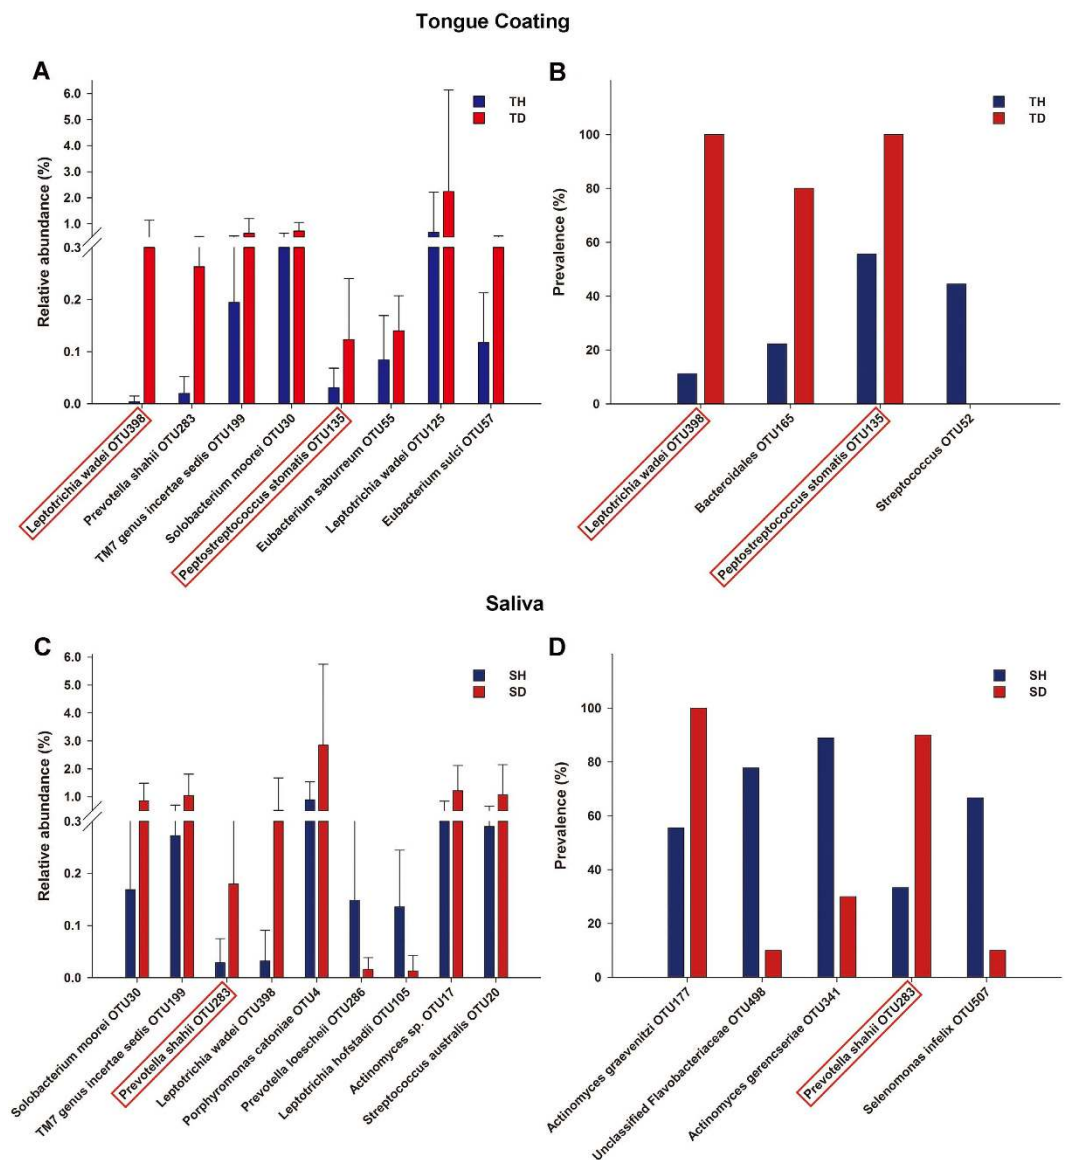 Tongue Coating
A
Relative abundance (%)
6.0
5.0
4.0
3.0
2.0
1.0
0.3
0.2
0.1
0.0
TH
TD
Leptotrichia wadei OTU398
Prevotella shahii OTU283
TM7 genus incertae sedis OTU199
Solobacterium moorei OTU30
Peptostreptococcus stomatis OTU135
Eubacterium saburreum OTU55
Leptotrichia wadei OTU125
Eubacterium sulci OTU57
B
Prevalence (%)
100
80
60
40
20
0
TH
TD
Leptotrichia wadei OTU398
Bacteroidales OTU165
Peptostreptococcus stomatis OTU135
Streptococcus OTU52
Saliva
C
Relative abundance (%)
6.0
5.0
4.0
3.0
2.0
1.0
0.3
0.2
0.1
0.0
SH
SD
Solobacterium moorei OTU30
TM7 genus incertae sedis OTU199
Prevotella shahii OTU283
Leptotrichia wadei OTU398
Porphyromonas catoniae OTU4
Prevotella loescheii OTU286
Leptotrichia hofstadii OTU105
Actinomyces sp. OTU17
Streptococcus australis OTU20
D
Prevalence (%)
100
80
60
40
20
0
SH
SD
Actinomyces graevenitzi OTU177
Unclassified Flavobacteriaceae OTU498
Actinomyces gerencseriae OTU341
Prevotella shahii OTU283
Selenomonas infelix OTU507